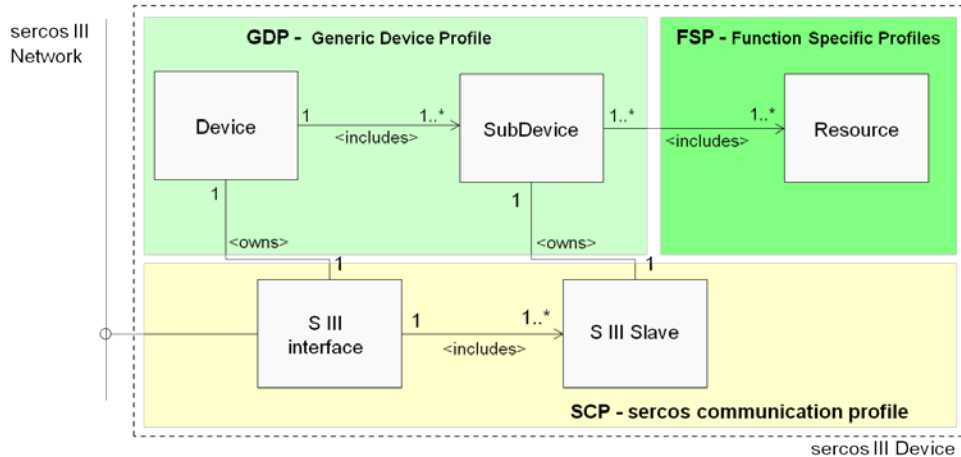 sercos III
Network
GDP - Generic Device Profile
FSP - Function Specific Profiles
Device
1
1..*
<includes>
SubDevice
1..*
1..*
<includes>
Resource
1
<owns>
1
1
<owns>
1
S III
interface
1
1..*
<includes>
S III Slave
SCP - sercos communication profile
sercos III Device